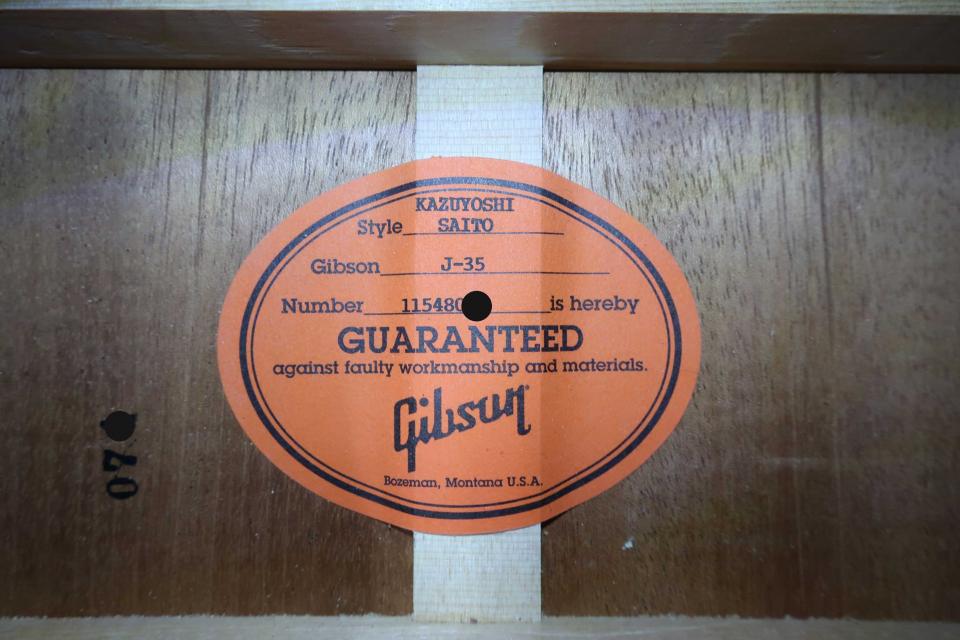 KAZUYOSHI
Style SAITO
Gibson J-35
Number 115480 is hereby
GUARANTEED
against faulty workmanship and materials.
Gibson
Bozeman, Montana U.S.A.
07